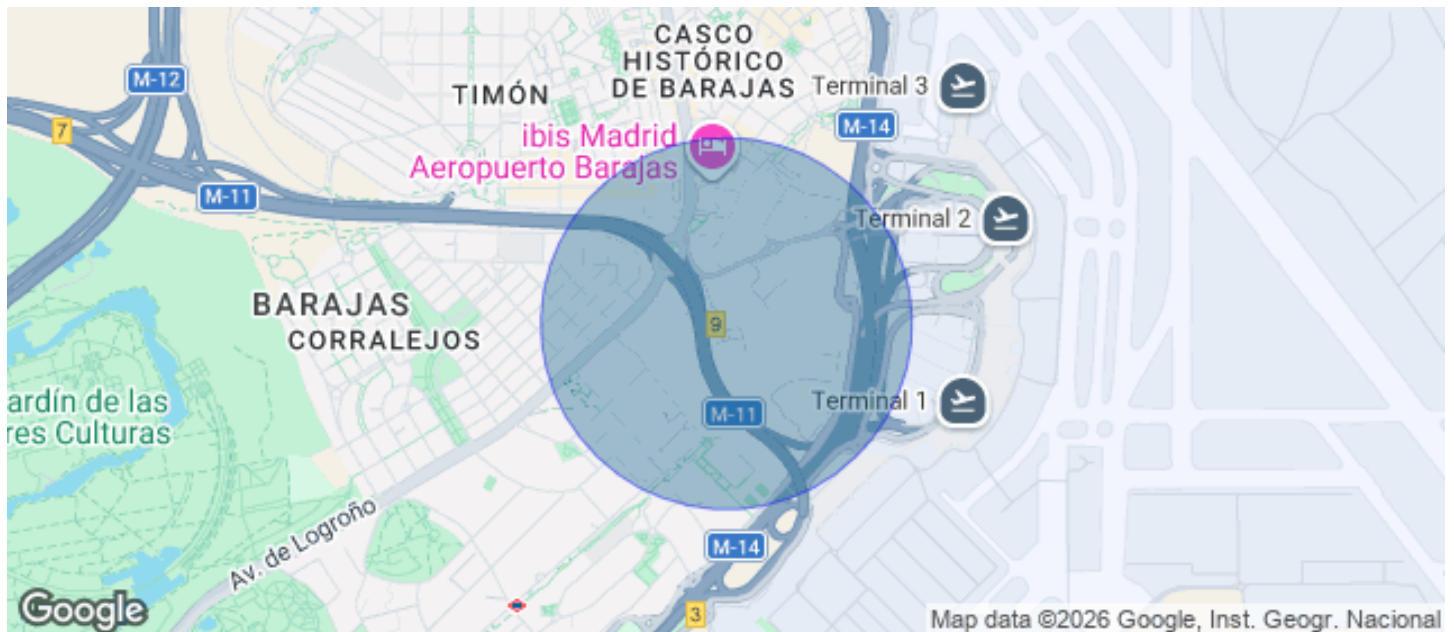 CASCO
HISTÓRICO
DE BARAJAS
Terminal 3
M-12
TIMÓN
7
ibis Madrid
Aeropuerto Barajas
M-14
M-11
Terminal 2
BARAJAS
CORRALEJOS
9
ardín de las
res Culturas
M-11
Terminal 1
Av. de Logroño
M-14
3
Google
Map data ©2026 Google, Inst. Geogr. Nacional